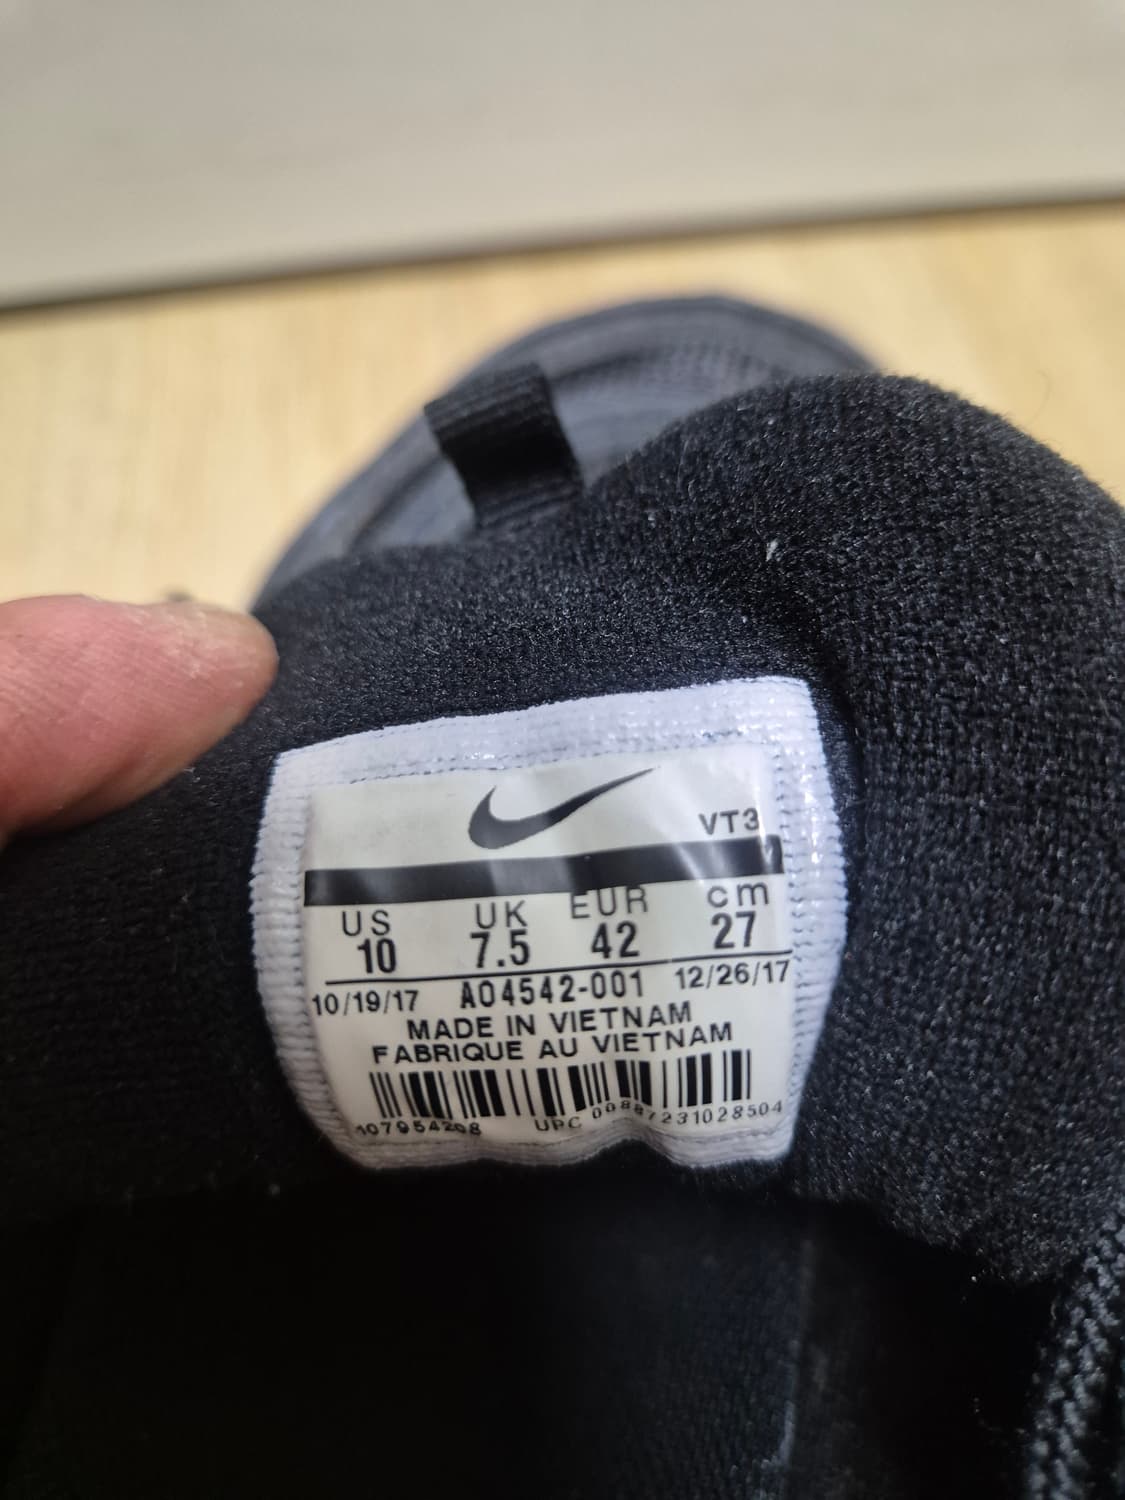 VT3
US UK EUR cm
10 7.5 42 27
10/19/17 AO4542-001 12/26/17
MADE IN VIETNAM
FABRIQUE AU VIETNAM
107954208 UPC 00887231028504